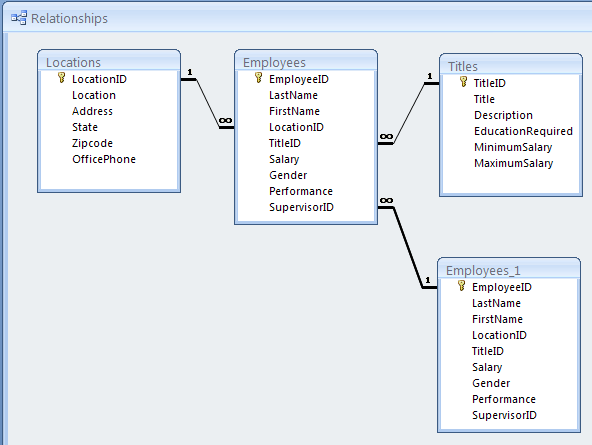 Relationships
Locations
LocationID
Location
Address
State
Zipcode
OfficePhone
1
∞
Employees
EmployeeID
LastName
FirstName
LocationID
TitleID
Salary
Gender
Performance
SupervisorID
1
∞
Titles
TitleID
Title
Description
EducationRequired
MinimumSalary
MaximumSalary
∞
1
Employees_1
EmployeeID
LastName
FirstName
LocationID
TitleID
Salary
Gender
Performance
SupervisorID